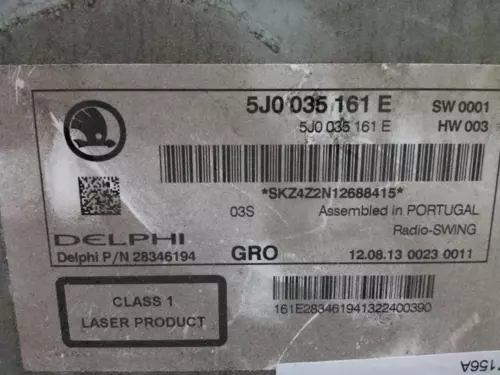 5J0 035 161 E SW 0001
5J0 035 161 E HW 003
*SKZ4Z2N12688415*
03S Assembled in PORTUGAL
Radio-SWING
DELPHI
Delphi P/N 28346194 GRO 12.08.13 0023 0011
CLASS 1
LASER PRODUCT
161E283461941322400390
156A